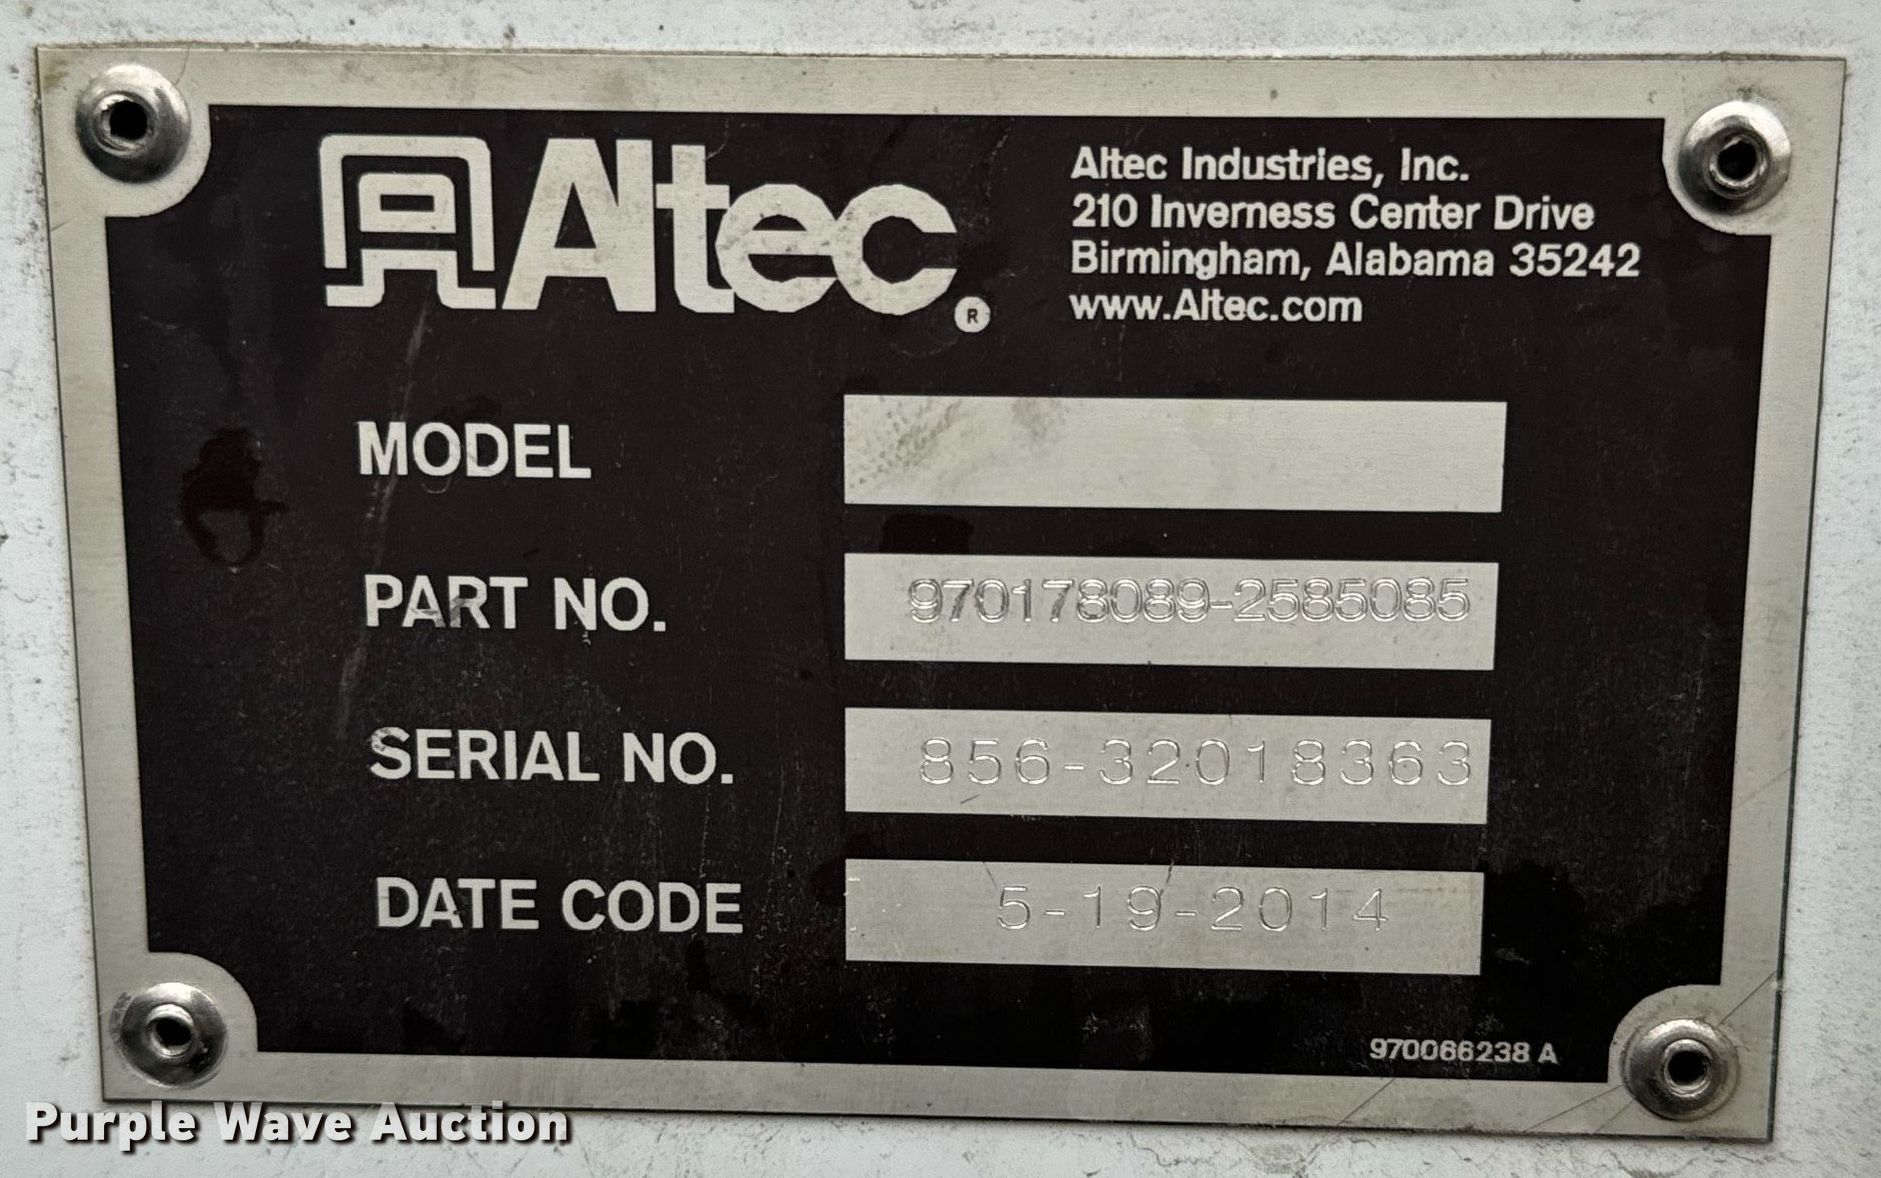 Altec®
Altec Industries, Inc.
210 Inverness Center Drive
Birmingham, Alabama 35242
www.Altec.com
MODEL
PART NO. 970178089-2585085
SERIAL NO. 856-32018363
DATE CODE 5-19-2014
970066238 A
Purple Wave Auction